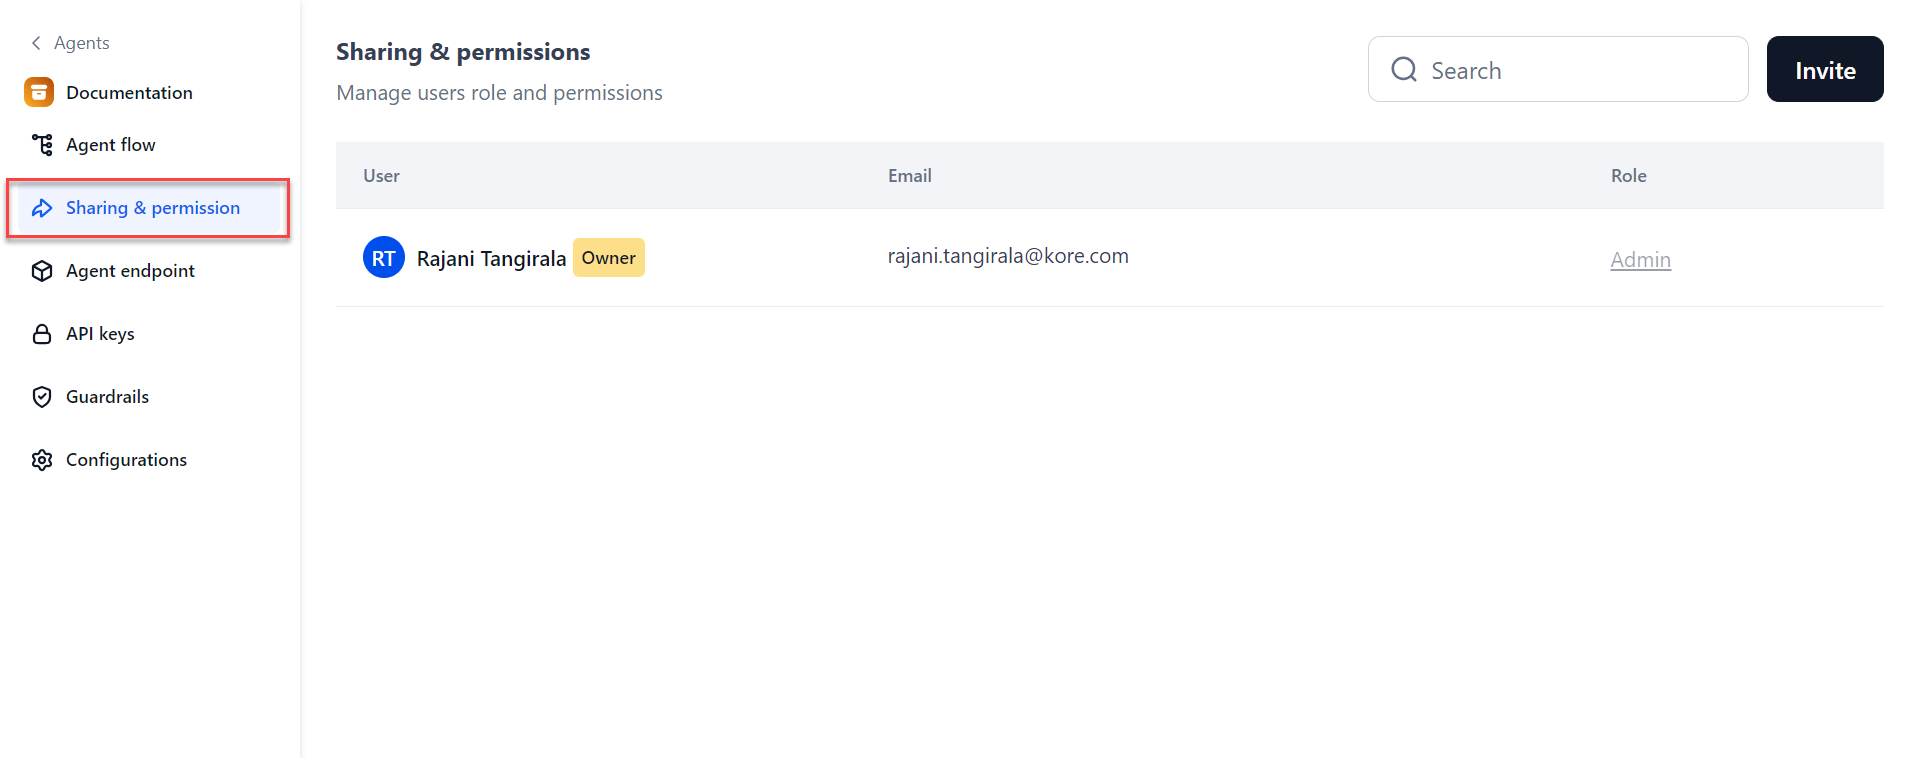 Agents
Documentation
Agent flow
Sharing & permission
Agent endpoint
API keys
Guardrails
Configurations
Sharing & permissions
Manage users role and permissions
Search
Invite
User Email Role
RT Rajani Tangirala Owner rajani.tangirala@kore.com Admin